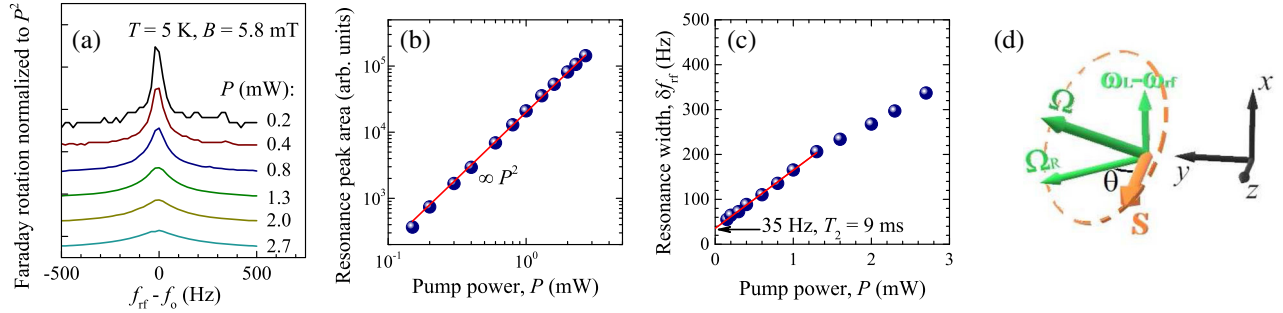 Faraday rotation normalized to P²
(a)
T = 5 K, B = 5.8 mT
P (mW):
0.2
0.4
0.8
1.3
2.0
2.7
-500 0 500
f_rf - f_o (Hz)
Resonance peak area (arb. units)
(b)
10⁵
10⁴
10³
∞ P²
10⁻¹ 10⁰
Pump power, P (mW)
Resonance width, δf_rf (Hz)
(c)
500
400
300
200
100
0
35 Hz, T₂ = 9 ms
0 1 2 3
Pump power, P (mW)
(d)
ω_L-ω_rf
Ω
Ω_R
θ
S
x
y
z